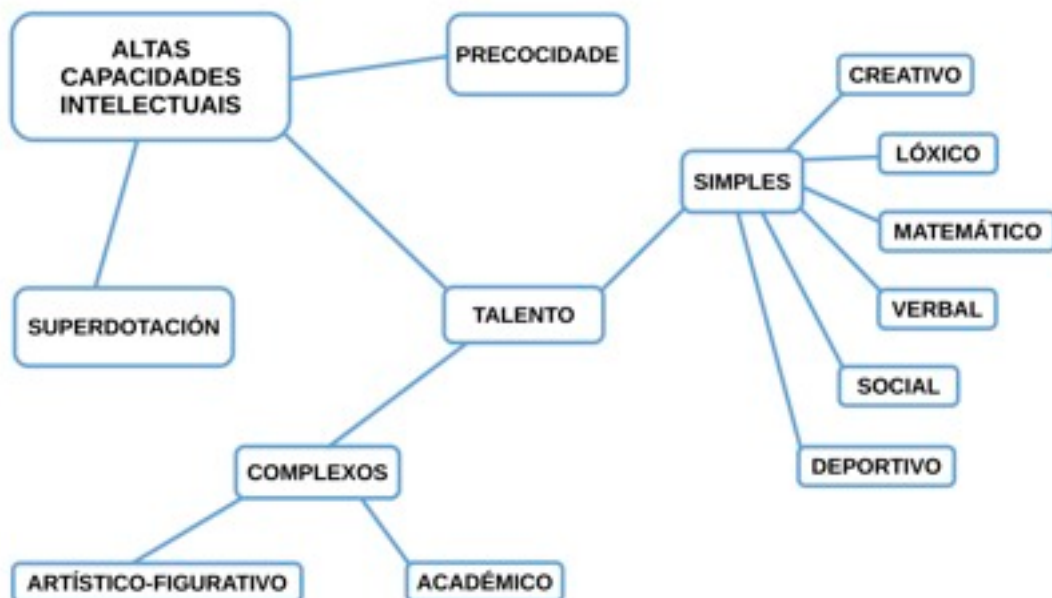 ALTAS
CAPACIDADES
INTELECTUAIS
PRECOCIDADE
CREATIVO
LÓXICO
SIMPLES
MATEMÁTICO
VERBAL
TALENTO
SUPERDOTACIÓN
SOCIAL
DEPORTIVO
COMPLEXOS
ARTÍSTICO-FIGURATIVO
ACADÉMICO